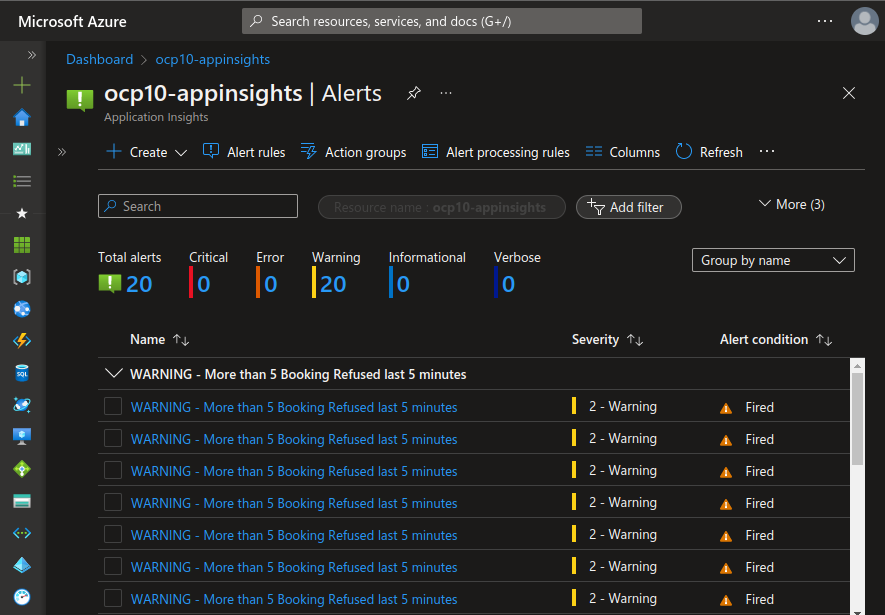 Microsoft Azure
Search resources, services, and docs (G+/)
Dashboard > ocp10-appinsights
ocp10-appinsights | Alerts
Application Insights
Create
Alert rules
Action groups
Alert processing rules
Columns
Refresh
Search
Resource name : ocp10-appinsights
Add filter
More (3)
Total alerts
20
Critical
0
Error
0
Warning
20
Informational
0
Verbose
0
Group by name
Name Severity Alert condition
WARNING - More than 5 Booking Refused last 5 minutes
WARNING - More than 5 Booking Refused last 5 minutes 2 - Warning Fired
WARNING - More than 5 Booking Refused last 5 minutes 2 - Warning Fired
WARNING - More than 5 Booking Refused last 5 minutes 2 - Warning Fired
WARNING - More than 5 Booking Refused last 5 minutes 2 - Warning Fired
WARNING - More than 5 Booking Refused last 5 minutes 2 - Warning Fired
WARNING - More than 5 Booking Refused last 5 minutes 2 - Warning Fired
WARNING - More than 5 Booking Refused last 5 minutes 2 - Warning Fired